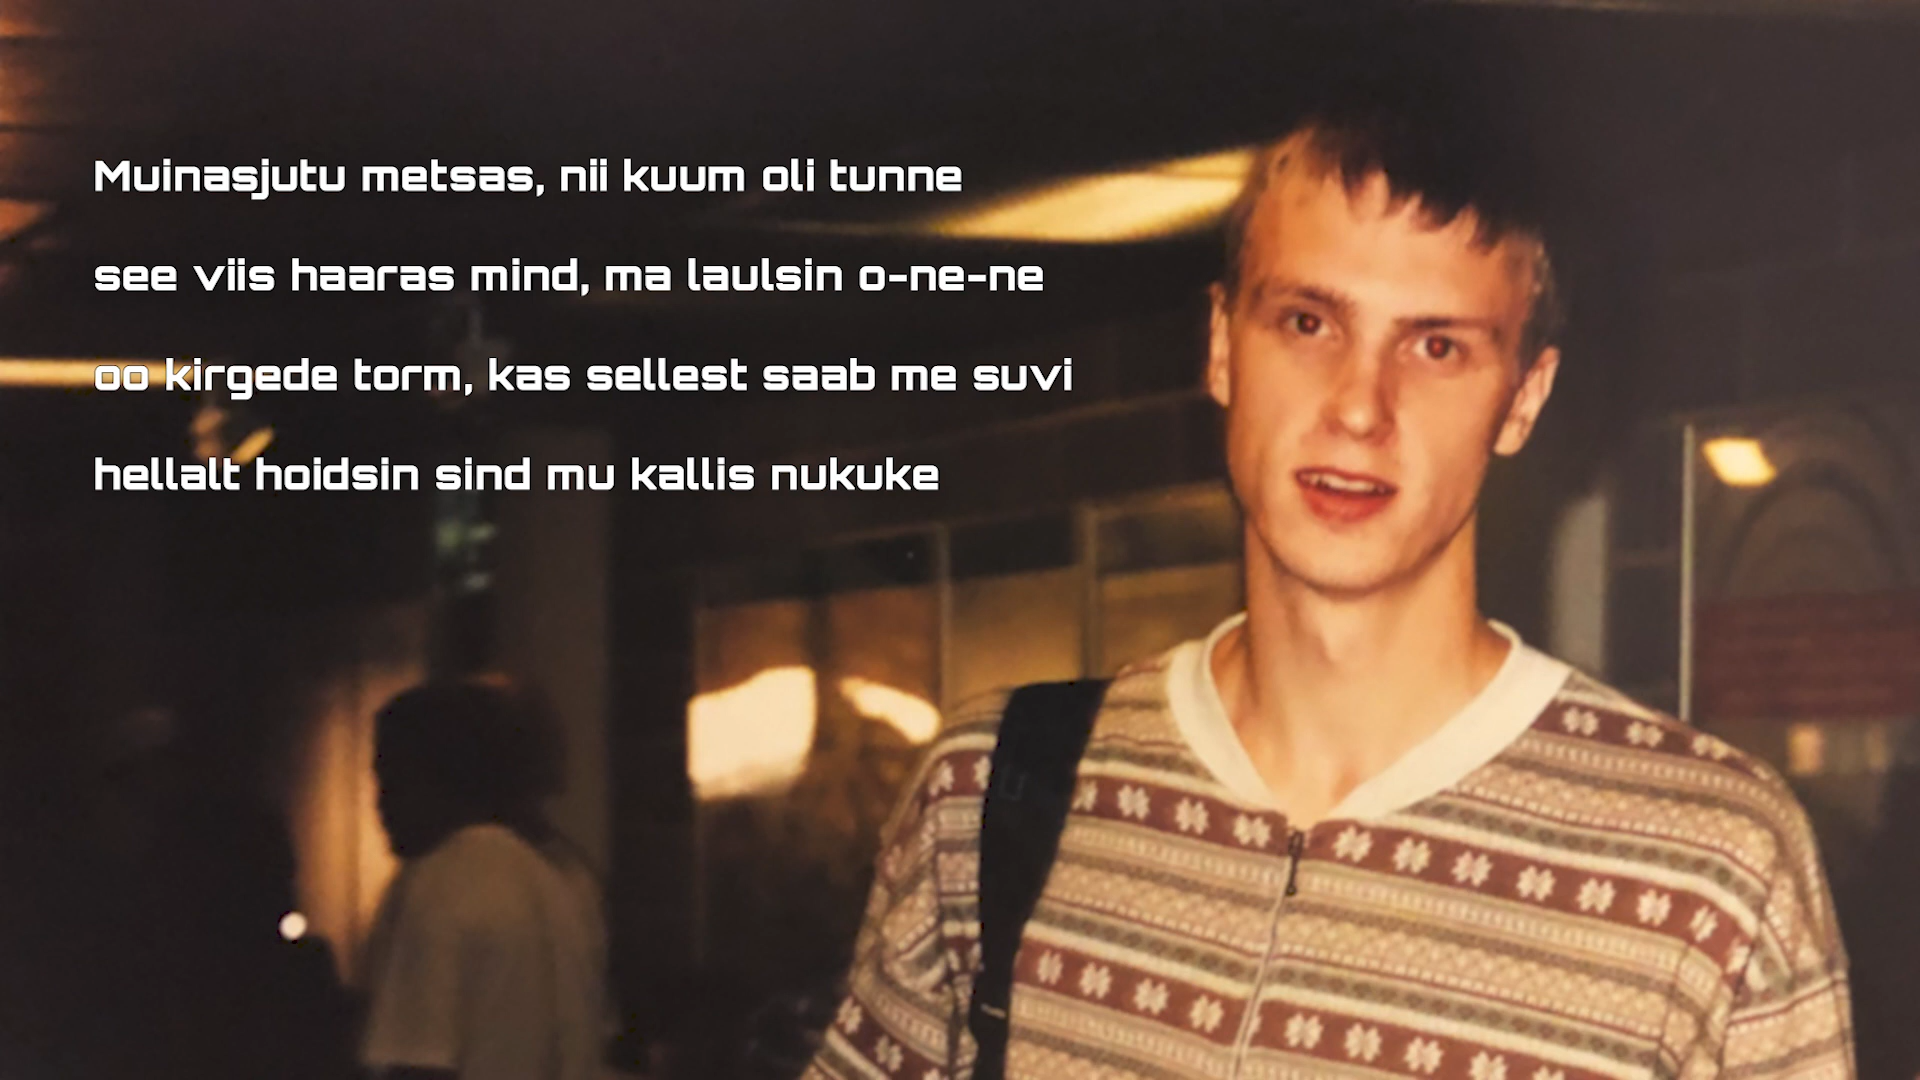 Muinasjutu metsas, nii kuum oli tunne
see viis haaras mind, ma laulsin o-ne-ne
oo kirgede torm, kas sellest saab me suvi
hellalt hoidsin sind mu kallis nukuke